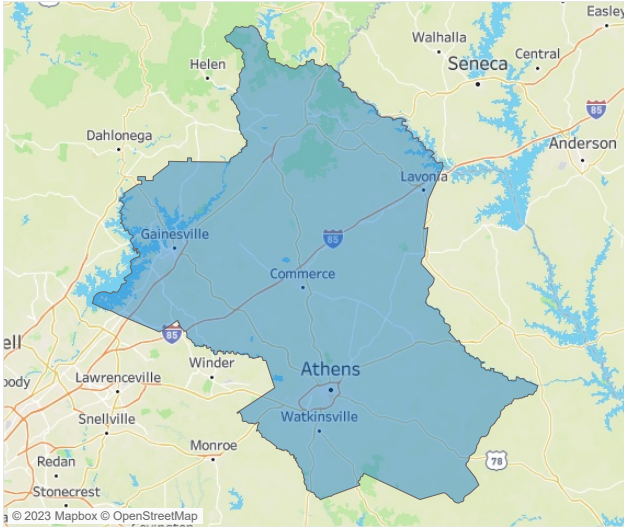 Easley
Walhalla
Central
Helen
Seneca
85
Dahlonega
Anderson
Lavonia
Gainesville
85
Commerce
85
ell
Winder
Athens
ody
Lawrenceville
Watkinsville
Snellville
Monroe
78
Redan
Stonecrest
© 2023 Mapbox © OpenStreetMap